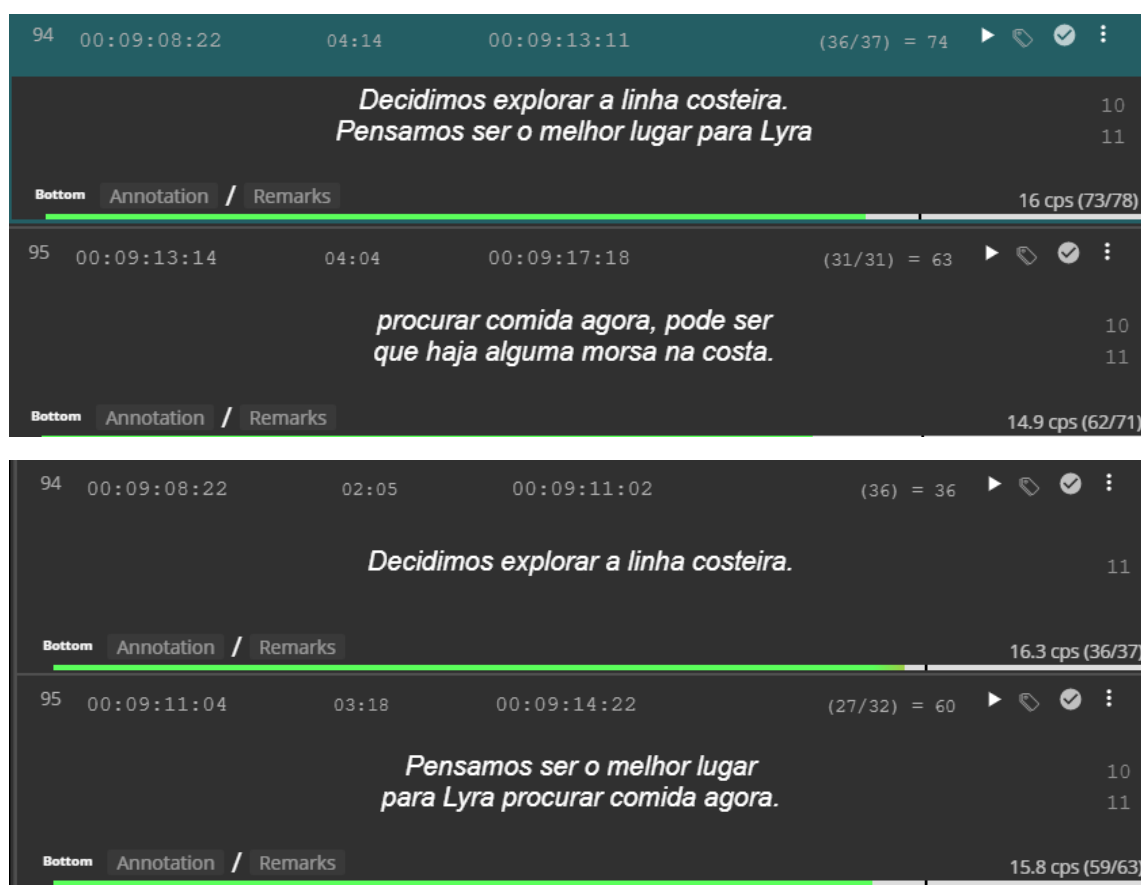 94 00:09:08:22 04:14 00:09:13:11 (36/37) = 74
Decidimos explorar a linha costeira.
10
Pensamos ser o melhor lugar para Lyra
11
Bottom Annotation / Remarks 16 cps (73/78)
95 00:09:13:14 04:04 00:09:17:18 (31/31) = 63
procurar comida agora, pode ser
10
que haja alguma morsa na costa.
11
Bottom Annotation / Remarks 14.9 cps (62/71)
94 00:09:08:22 02:05 00:09:11:02 (36) = 36
Decidimos explorar a linha costeira.
11
Bottom Annotation / Remarks 16.3 cps (36/37)
95 00:09:11:04 03:18 00:09:14:22 (27/32) = 60
Pensamos ser o melhor lugar
10
para Lyra procurar comida agora.
11
Bottom Annotation / Remarks 15.8 cps (59/63)